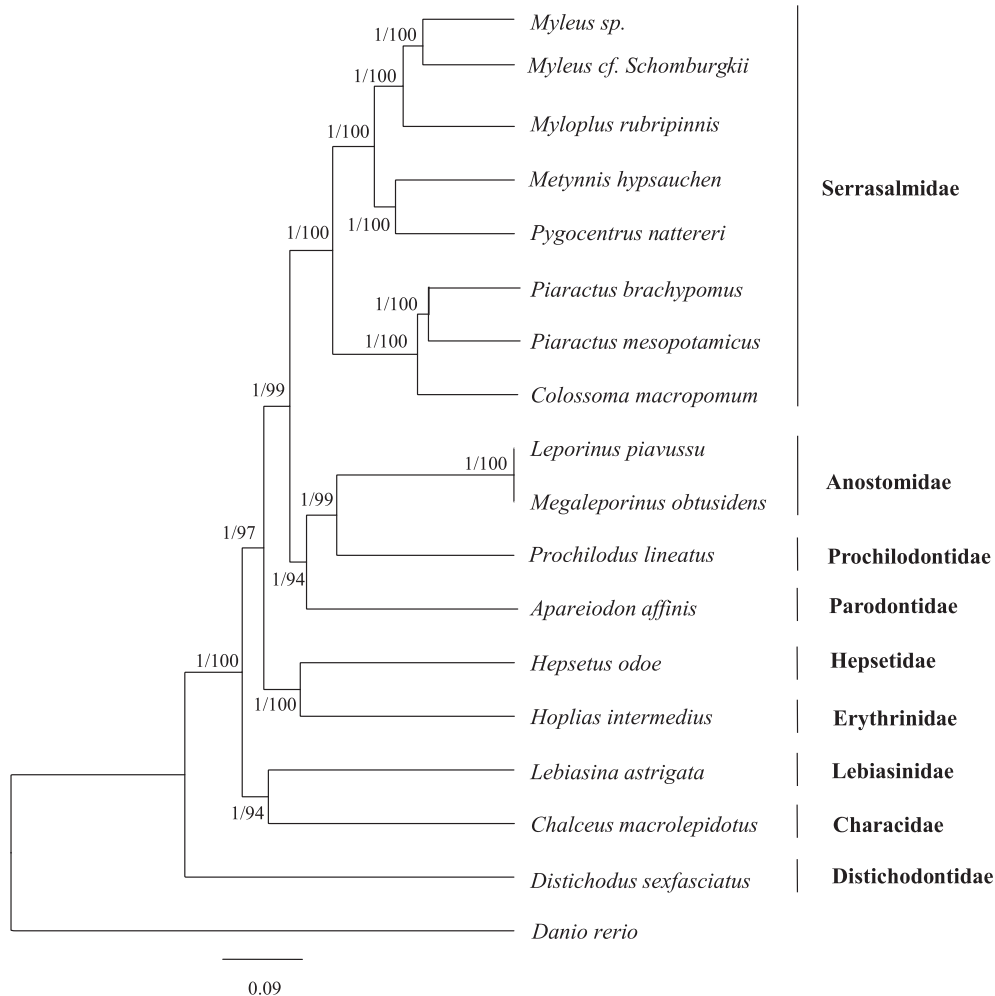 Myleus sp.
1/100
Myleus cf. Schomburgkii
1/100
Myloplus rubripinnis
1/100
Metynnis hypsauchen
Serrasalmidae
1/100
Pygocentrus nattereri
1/100
Piaractus brachypomus
1/100
Piaractus mesopotamicus
1/100
Colossoma macropomum
1/99
Leporinus piavussu
1/100
Anostomidae
1/99
Megaleporinus obtusidens
1/97
Prochilodus lineatus
Prochilodontidae
1/94
Apareiodon affinis
Parodontidae
1/100
Hepsetus odoe
Hepsetidae
1/100
Hoplias intermedius
Erythrinidae
Lebiasina astrigata
Lebiasinidae
1/94
Chalceus macrolepidotus
Characidae
Distichodus sexfasciatus
Distichodontidae
Danio rerio
0.09